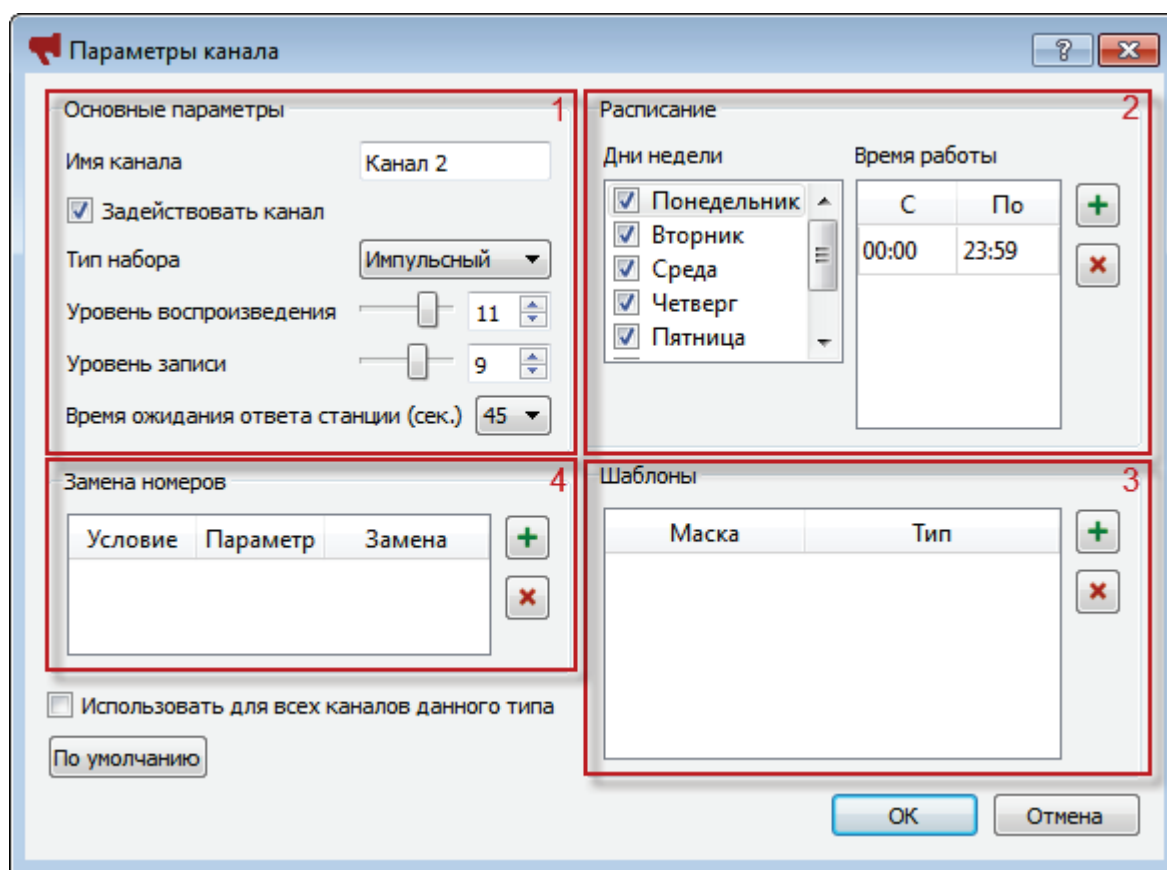 Параметры канала
Основные параметры 1
Имя канала Канал 2
Задействовать канал
Тип набора Импульсный
Уровень воспроизведения 11
Уровень записи 9
Время ожидания ответа станции (сек.) 45
Расписание 2
Дни недели Время работы
Понедельник
Вторник
Среда
Четверг
Пятница
С По
00:00 23:59
Замена номеров 4
Условие Параметр Замена
Шаблоны 3
Маска Тип
Использовать для всех каналов данного типа
По умолчанию
OK Отмена